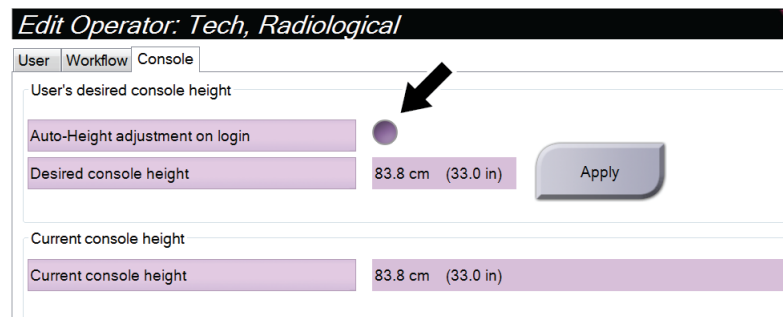 Edit Operator: Tech, Radiological
User Workflow Console
User's desired console height
Auto-Height adjustment on login
Desired console height 83.8 cm (33.0 in) Apply
Current console height
Current console height 83.8 cm (33.0 in)